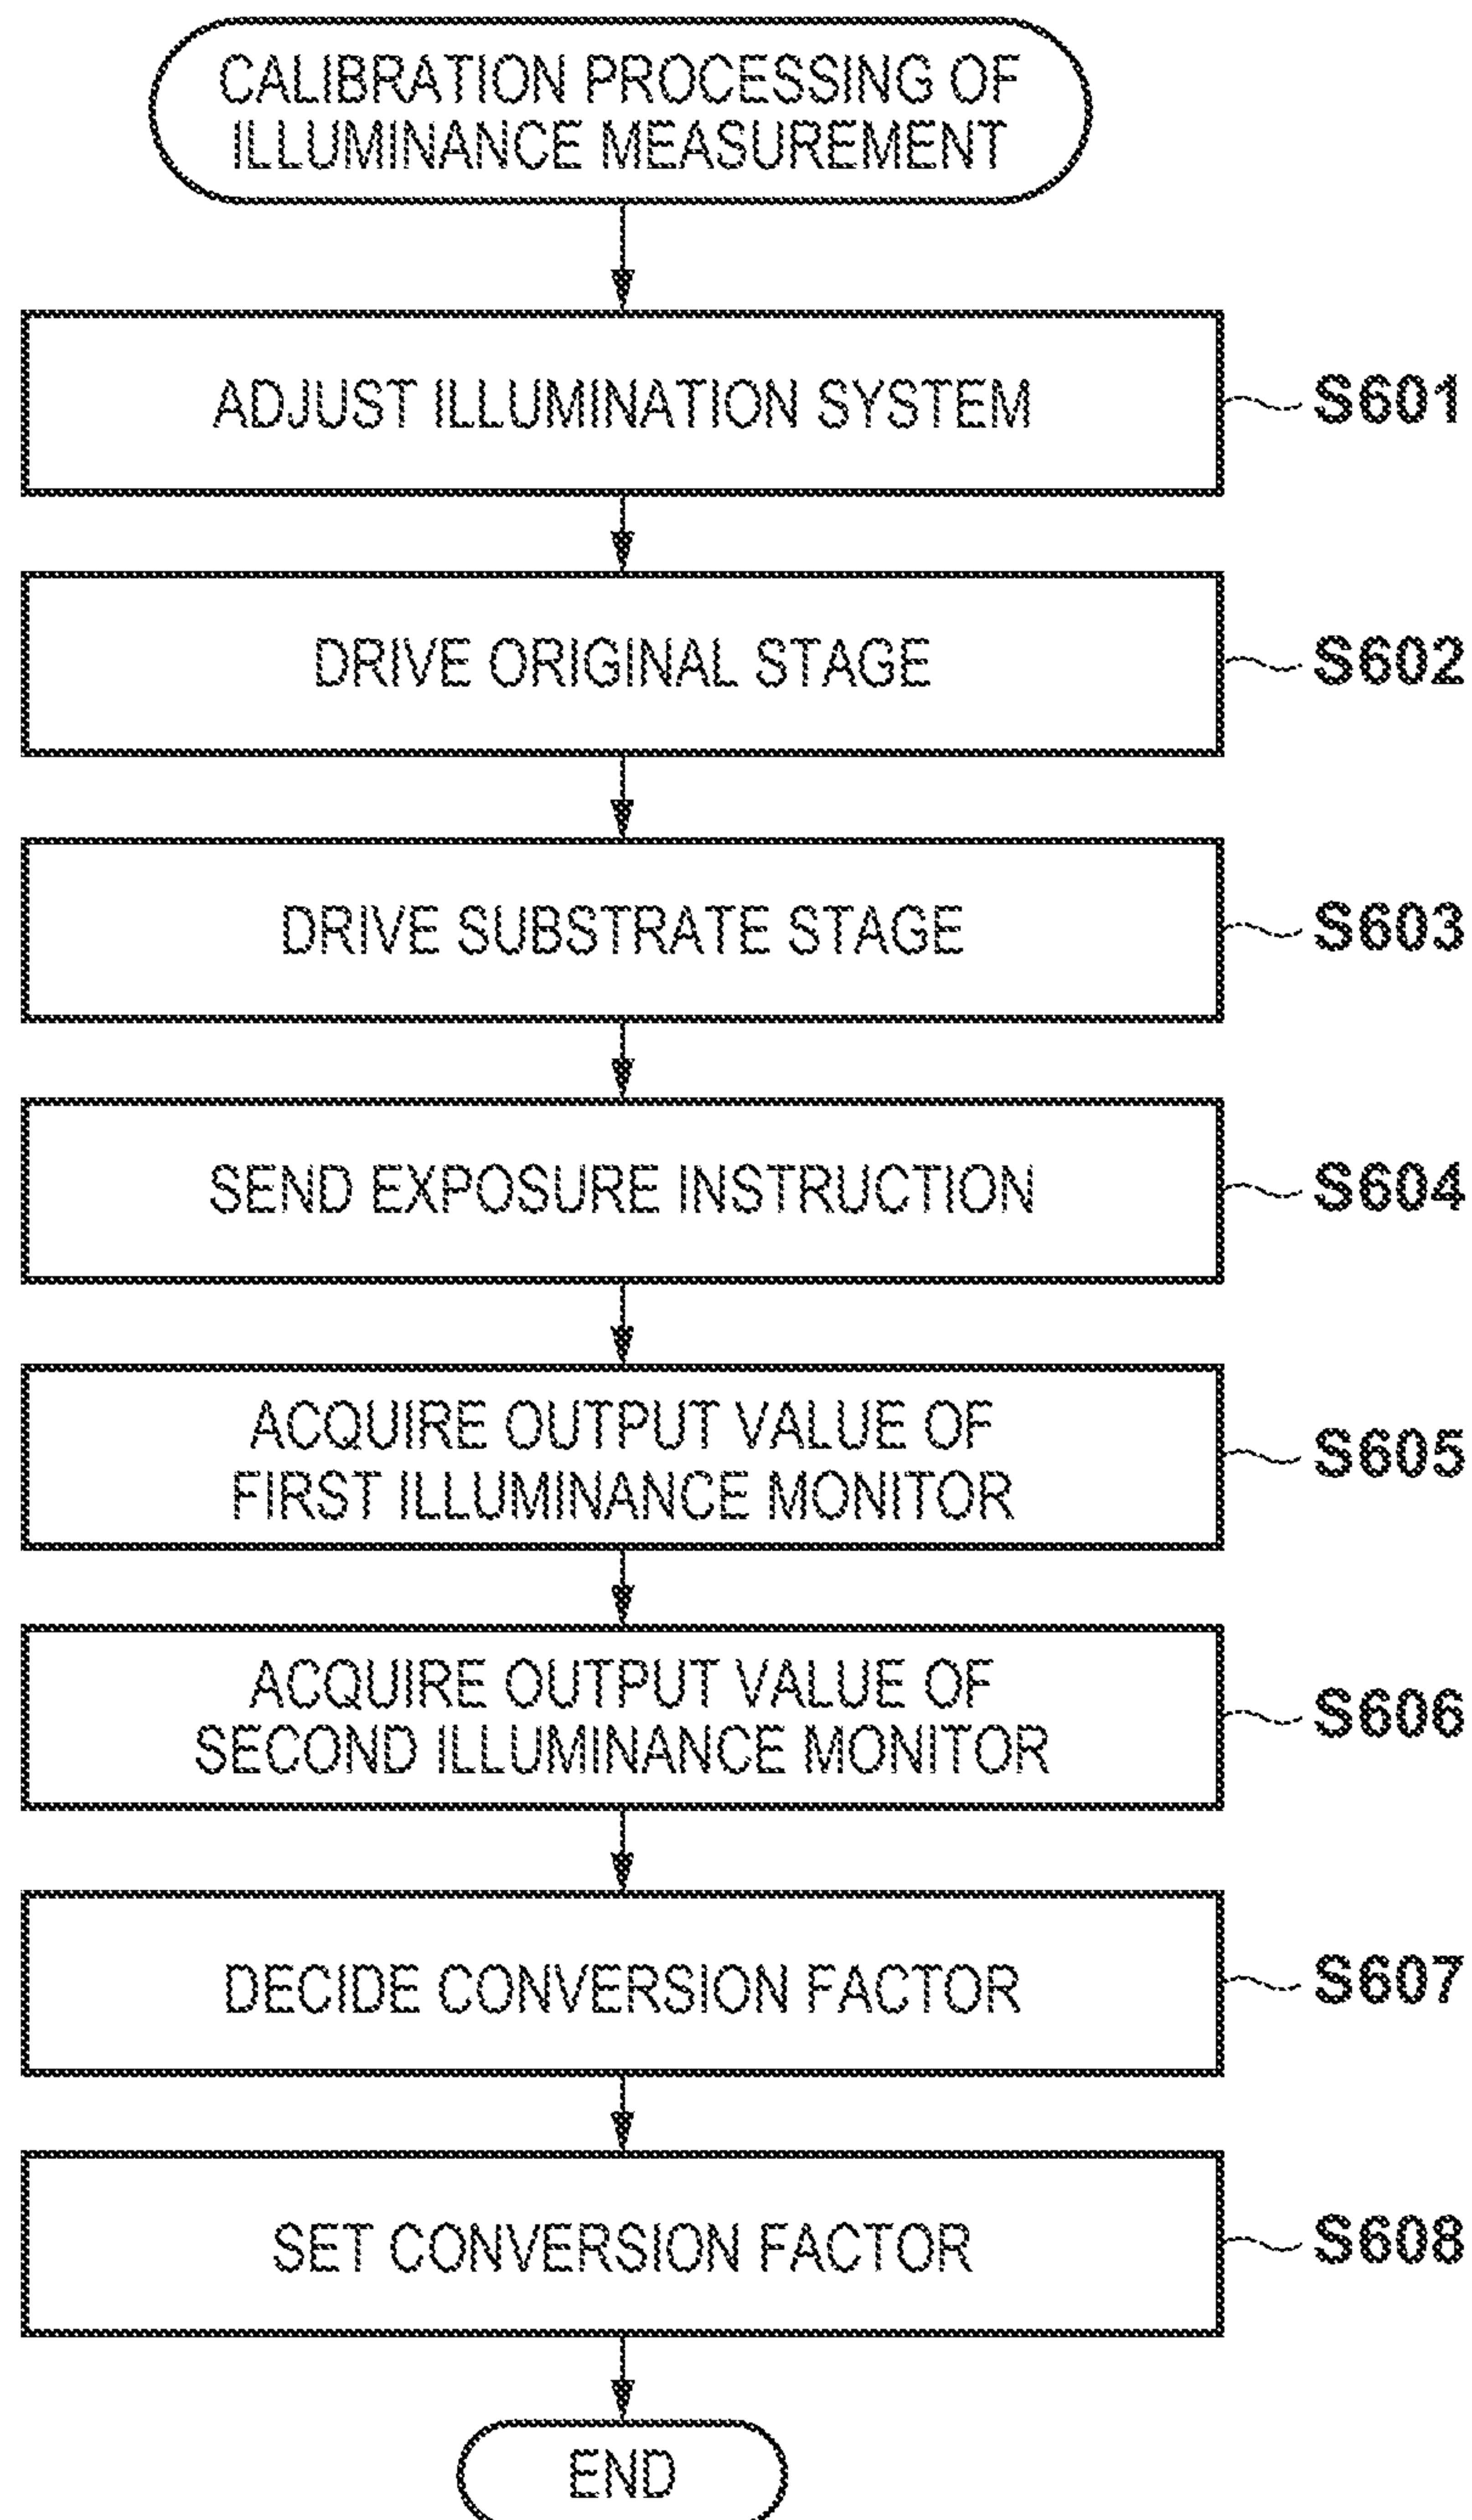 CALIBRATION PROCESSING OF
ILLUMINANCE MEASUREMENT
ADJUST ILLUMINATION SYSTEM
S601
DRIVE ORIGINAL STAGE
S602
DRIVE SUBSTRATE STAGE
S603
SEND EXPOSURE INSTRUCTION
S604
ACQUIRE OUTPUT VALUE OF
FIRST ILLUMINANCE MONITOR
S605
ACQUIRE OUTPUT VALUE OF
SECOND ILLUMINANCE MONITOR
S606
DECIDE CONVERSION FACTOR
S607
SET CONVERSION FACTOR
S608
END